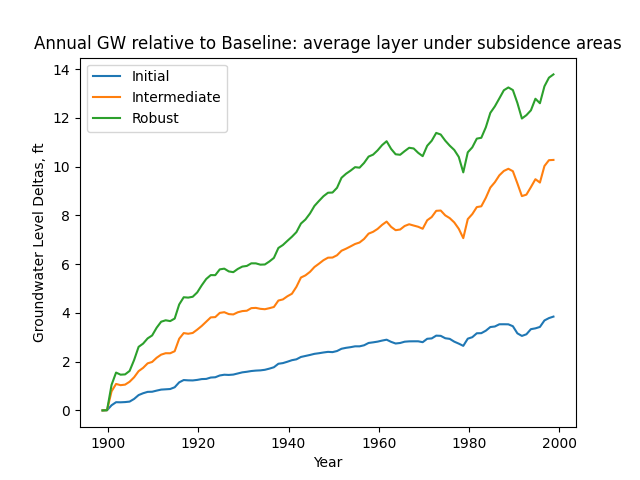 Annual GW relative to Baseline: average layer under subsidence areas
Initial
Intermediate
Robust
Groundwater Level Deltas, ft
14
12
10
8
6
4
2
0
1900
1920
1940
1960
1980
2000
Year